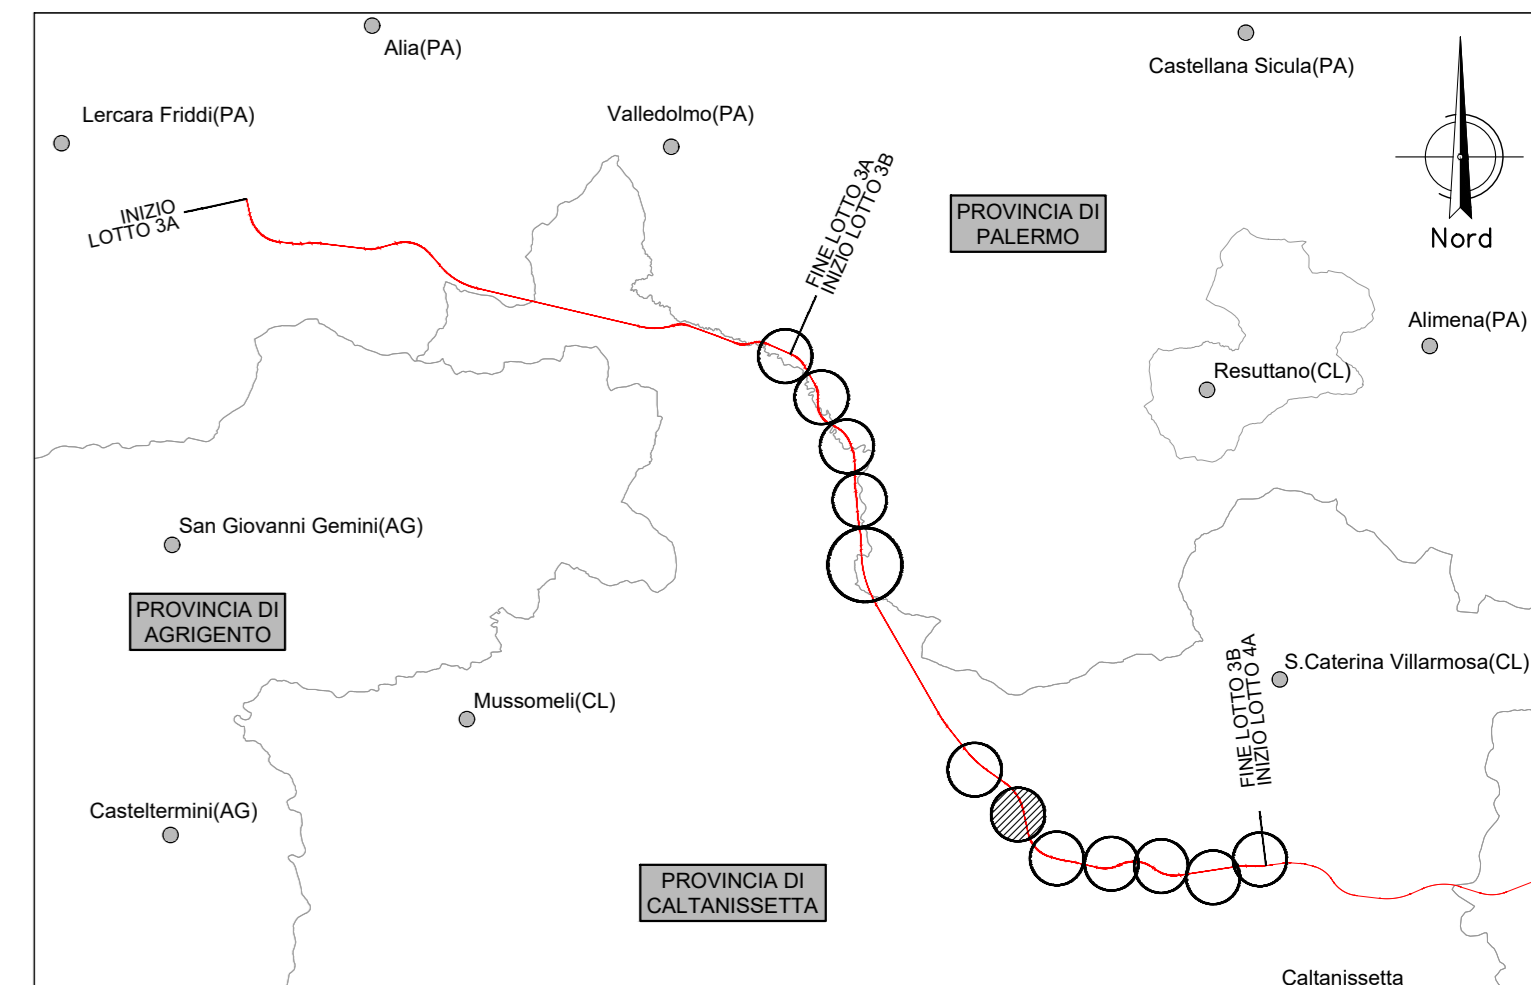 Alia(PA)
Castellana Sicula(PA)
Lercara Friddi(PA)
Valledolmo(PA)
INIZIO
LOTTO 3A
FINE LOTTO 3A
INIZIO LOTTO 3B
PROVINCIA DI
PALERMO
Nord
Alimena(PA)
Resuttano(CL)
San Giovanni Gemini(AG)
PROVINCIA DI
AGRIGENTO
FINE LOTTO 3B
INIZIO LOTTO 4A
S.Caterina Villarmosa(CL)
Mussomeli(CL)
Casteltermini(AG)
PROVINCIA DI
CALTANISSETTA
Caltanissetta